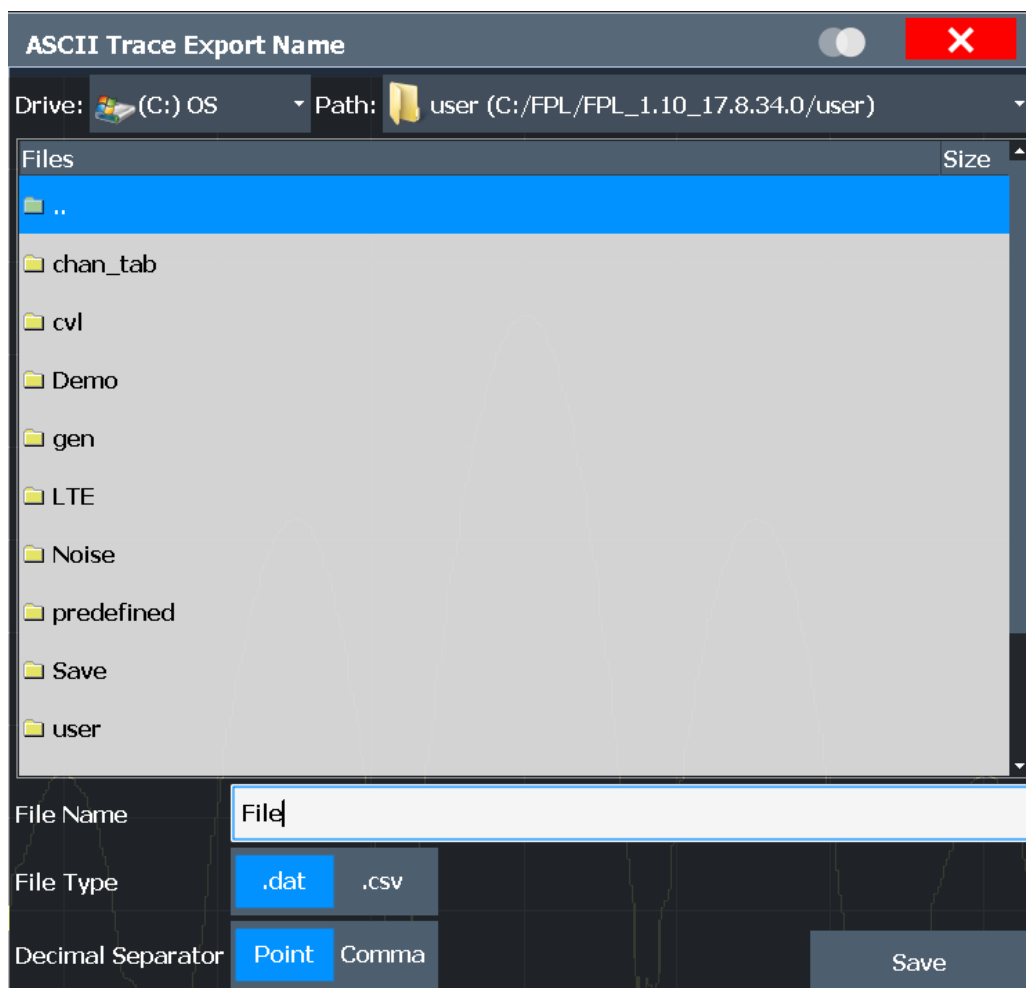 ASCII Trace Export Name
Drive: (C:) OS Path: user (C:/FPL/FPL_1.10_17.8.34.0/user)
Files Size
..
chan_tab
cvl
Demo
gen
LTE
Noise
predefined
Save
user
File Name File
File Type .dat .csv
Decimal Separator Point Comma Save